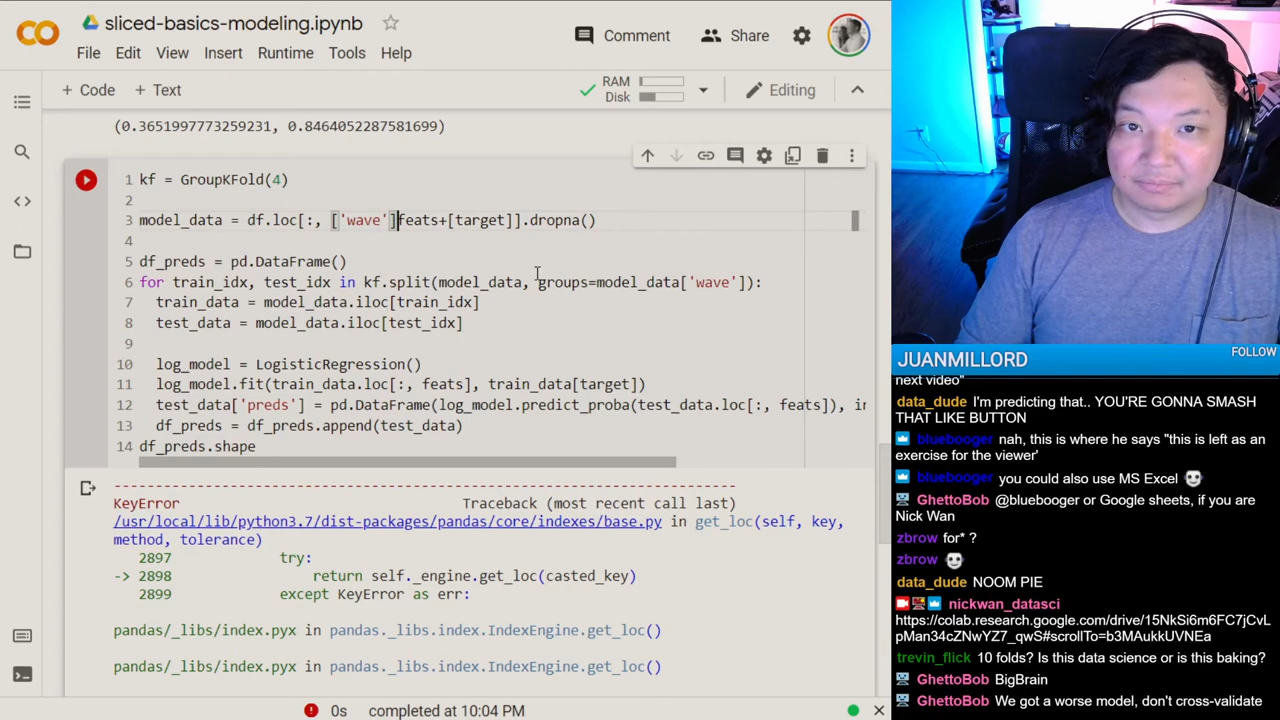 sliced-basics-modeling.ipynb
File Edit View Insert Runtime Tools Help
Comment Share
+ Code + Text
RAM
Disk
Editing
(0.3651997773259231, 0.8464052287581699)
1 kf = GroupKFold(4)
2
3 model_data = df.loc[:, ['wave']feats+[target]].dropna()
4
5 df_preds = pd.DataFrame()
6 for train_idx, test_idx in kf.split(model_data, groups=model_data['wave']):
7 train_data = model_data.iloc[train_idx]
8 test_data = model_data.iloc[test_idx]
9
10 log_model = LogisticRegression()
11 log_model.fit(train_data.loc[:, feats], train_data[target])
12 test_data['preds'] = pd.DataFrame(log_model.predict_proba(test_data.loc[:, feats]), in
13 df_preds = df_preds.append(test_data)
14 df_preds.shape
---------------------------------------------------------------------------
KeyError Traceback (most recent call last)
/usr/local/lib/python3.7/dist-packages/pandas/core/indexes/base.py in get_loc(self, key,
method, tolerance)
2897 try:
-> 2898 return self._engine.get_loc(casted_key)
2899 except KeyError as err:
pandas/_libs/index.pyx in pandas._libs.index.IndexEngine.get_loc()
pandas/_libs/index.pyx in pandas._libs.index.IndexEngine.get_loc()
0s completed at 10:04 PM
JUANMILLORD FOLLOW
next video"
data_dude I'm predicting that.. YOU'RE GONNA SMASH
THAT LIKE BUTTON
bluebooger nah, this is where he says "this is left as an
exercise for the viewer'
bluebooger you could also use MS Excel
GhettoBob @bluebooger or Google sheets, if you are
Nick Wan
zbrow for* ?
zbrow
data_dude NOOM PIE
nickwan_datasci
https://colab.research.google.com/drive/15NkSi6m6FC7jCvL
pMan34cZNwYZ7_qwS#scrollTo=b3MAukkUVNEa
trevin_flick 10 folds? Is this data science or is this baking?
GhettoBob BigBrain
GhettoBob We got a worse model, don't cross-validate